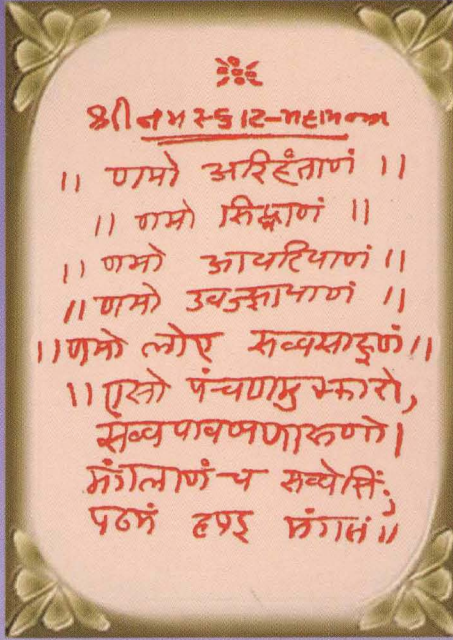 श्री नमस्कार-महामन्त्र
।। णमो अरिहंताणं ।।
।। णमो सिद्धाणं ।।
।। णमो आयरियाणं ।।
।। णमो उवज्झायाणं ।।
।। णमो लोए सव्वसाहूणं ।।
।। एसो पंचणमुक्कारो,
सव्वपावप्पणासणो ।
मंगलाणं च सव्वेसिं,
पढमं हवइ मंगलं ।।